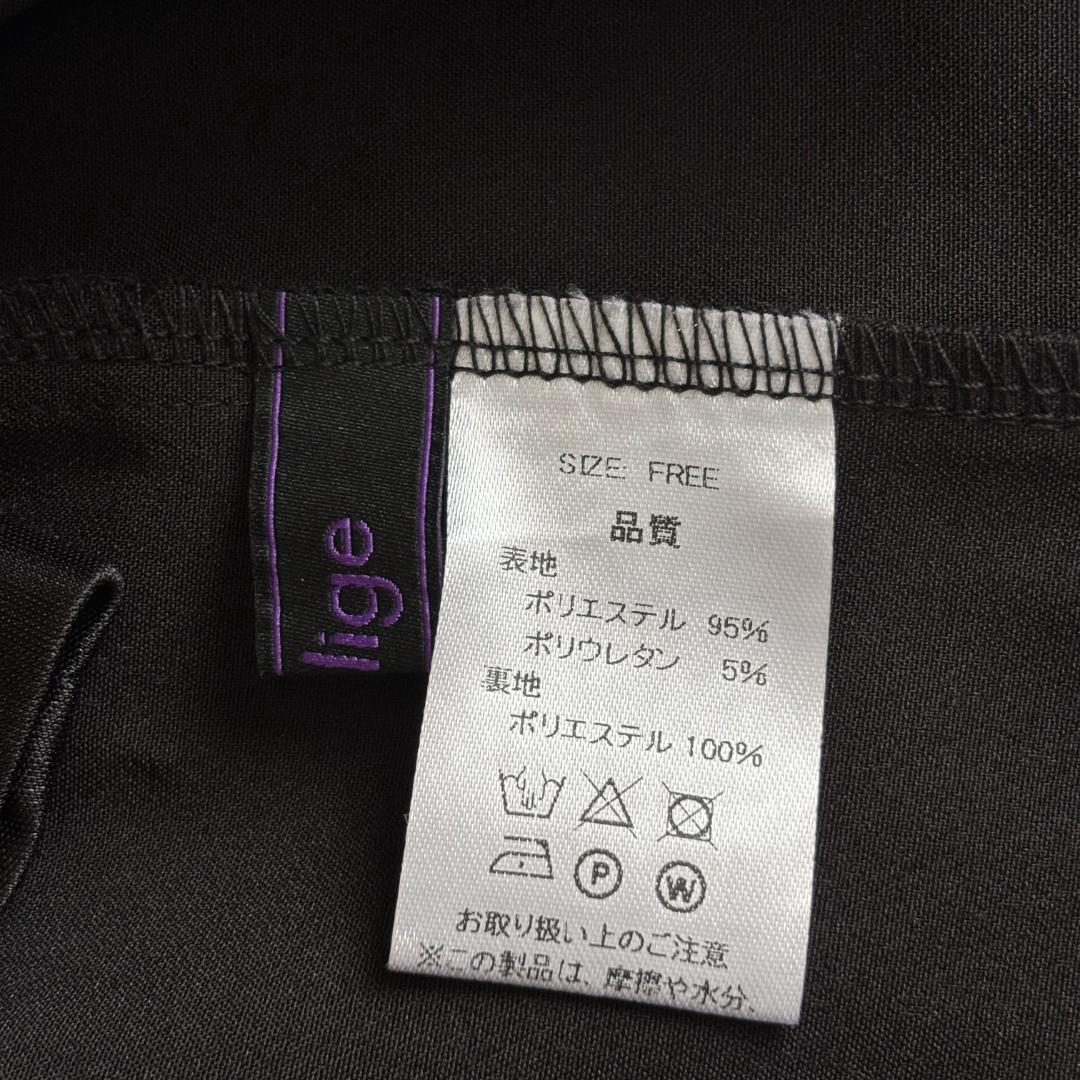 lige
SIZE: FREE
品質
表地
ポリエステル 95%
ポリウレタン 5%
裏地
ポリエステル 100%
P W
お取り扱い上のご注意
※この製品は、摩擦や水分、